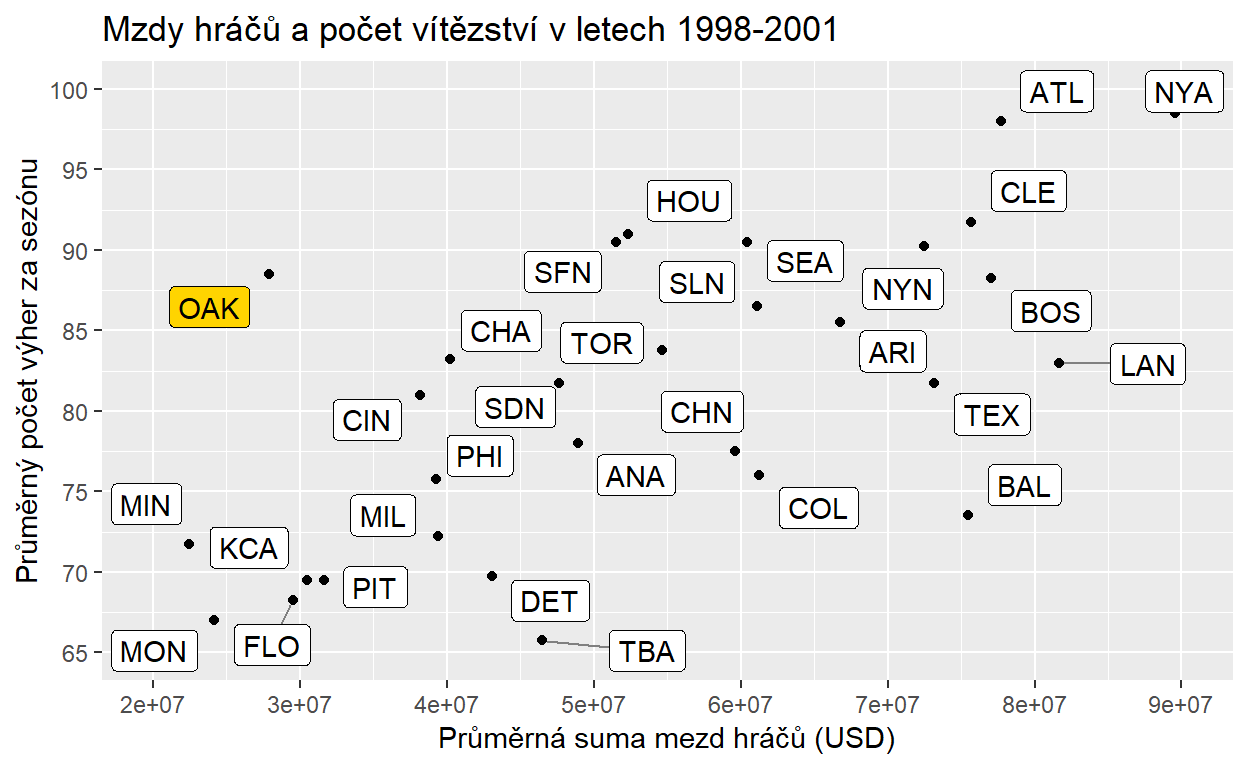 Mzdy hráčů a počet vítězství v letech 1998-2001
Průměrný počet výher za sezónu
100
95
90
85
80
75
70
65
ATL
NYA
CLE
HOU
SEA
SFN
SLN
NYN
OAK
BOS
CHA
TOR
ARI
LAN
CIN
SDN
CHN
TEX
PHI
ANA
BAL
MIN
MIL
COL
KCA
PIT
DET
MON
FLO
TBA
2e+07
3e+07
4e+07
5e+07
6e+07
7e+07
8e+07
9e+07
Průměrná suma mezd hráčů (USD)